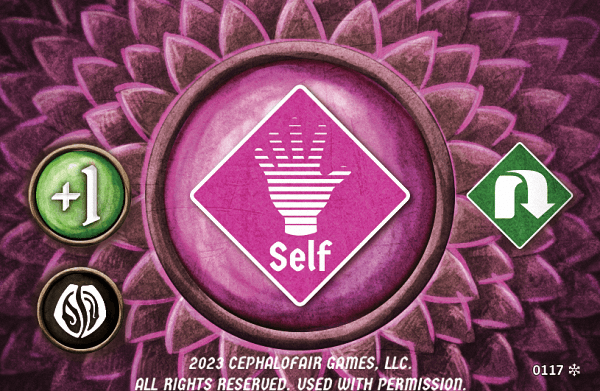 +1
Self
2023 CEPHALOFAIR GAMES, LLC.
ALL RIGHTS RESERVED. USED WITH PERMISSION.
0117